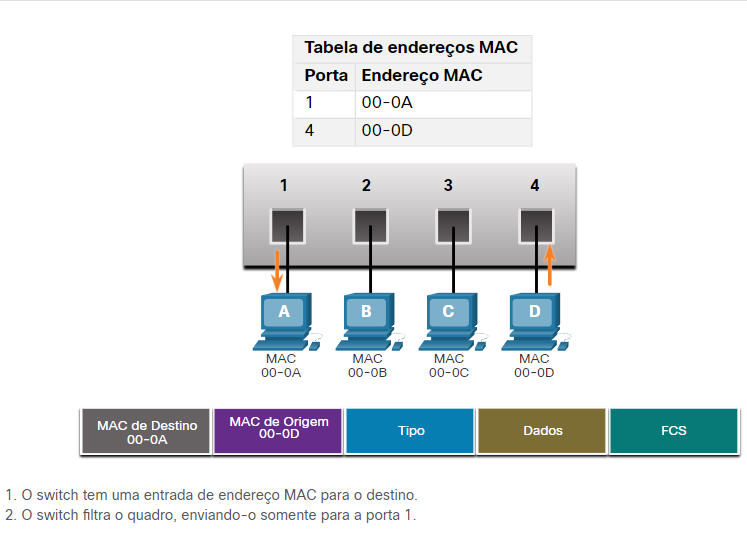 Tabela de endereços MAC
Porta Endereço MAC
1 00-0A
4 00-0D
1 2 3 4
A B C D
MAC MAC MAC MAC
00-0A 00-0B 00-0C 00-0D
MAC de Destino
00-0A
MAC de Origem
00-0D
Tipo
Dados
FCS
1. O switch tem uma entrada de endereço MAC para o destino.
2. O switch filtra o quadro, enviando-o somente para a porta 1.